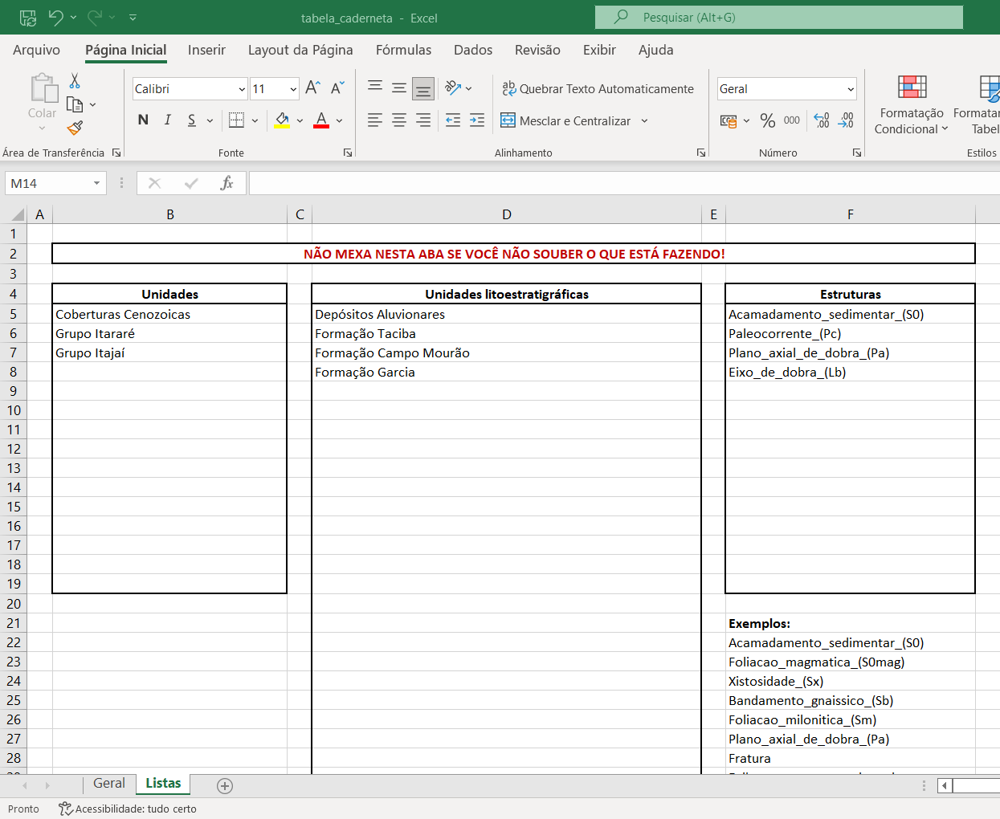 tabela_caderneta - Excel
Pesquisar (Alt+G)
Arquivo Página Inicial Inserir Layout da Página Fórmulas Dados Revisão Exibir Ajuda
Colar
Calibri 11
N I S
Quebrar Texto Automaticamente
Mesclar e Centralizar
Geral
% 000
Formatação Condicional
Formatar
Tabel
Área de Transferência Fonte Alinhamento Número Estilos
M14 fx
A B C D E F
1
2 NÃO MEXA NESTA ABA SE VOCÊ NÃO SOUBER O QUE ESTÁ FAZENDO!
3
4 Unidades Unidades litoestratigráficas Estruturas
5 Coberturas Cenozoicas Depósitos Aluvionares Acamadamento_sedimentar_(S0)
6 Grupo Itararé Formação Taciba Paleocorrente_(Pc)
7 Grupo Itajaí Formação Campo Mourão Plano_axial_de_dobra_(Pa)
8 Formação Garcia Eixo_de_dobra_(Lb)
9
10
11
12
13
14
15
16
17
18
19
20
21 Exemplos:
22 Acamadamento_sedimentar_(S0)
23 Foliacao_magmatica_(S0mag)
24 Xistosidade_(Sx)
25 Bandamento_gnaissico_(Sb)
26 Foliacao_milonitica_(Sm)
27 Plano_axial_de_dobra_(Pa)
28 Fratura
Geral Listas
Pronto Acessibilidade: tudo certo